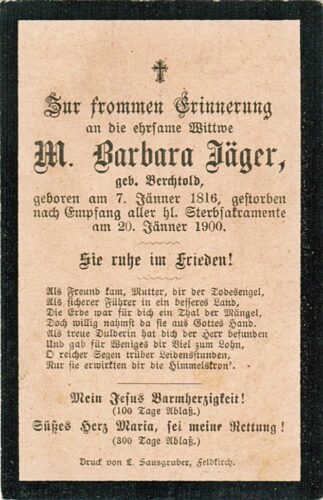 Zur frommen Erinnerung
an die ehrsame Wittwe
M. Barbara Jäger,
geb. Berchtold,
geboren am 7. Jänner 1816, gestorben
nach Empfang aller hl. Sterbsakramente
am 20. Jänner 1900.
Sie ruhe im Frieden!
Als Freund kam, Mutter, dir der Todesengel,
Als sicherer Führer in ein besseres Land,
Die Erde war für dich ein Thal der Mängel,
Doch willig nahmst da sie aus Gottes Hand.
Als treue Dulderin hat dich der Herr befunden
Und gab für Weniges dir Viel zum Lohn,
O reicher Segen trüber Leidensstunden,
Nur sie erwirkten dir die Himmelskron'.
Mein Jesus Barmherzigkeit!
(100 Tage Ablaß.)
Süßes Herz Maria, sei meine Rettung!
(300 Tage Ablaß.)
Druck von L. Sausgruber, Feldkirch.